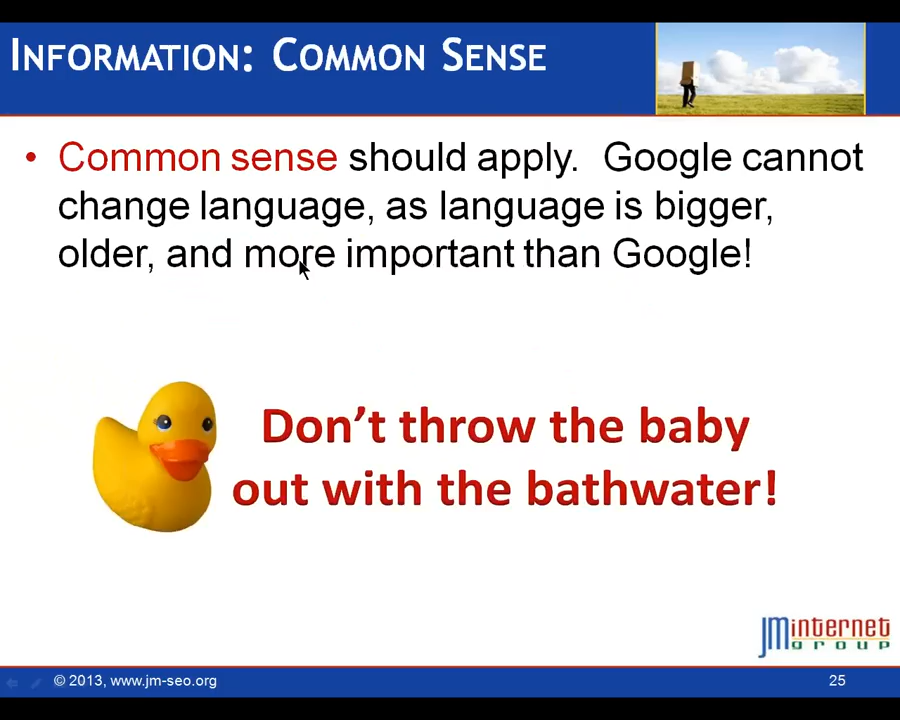 INFORMATION: COMMON SENSE
• Common sense should apply. Google cannot
change language, as language is bigger,
older, and more important than Google!
Don't throw the baby
out with the bathwater!
JMinternet
group
© 2013, www.jm-seo.org
25